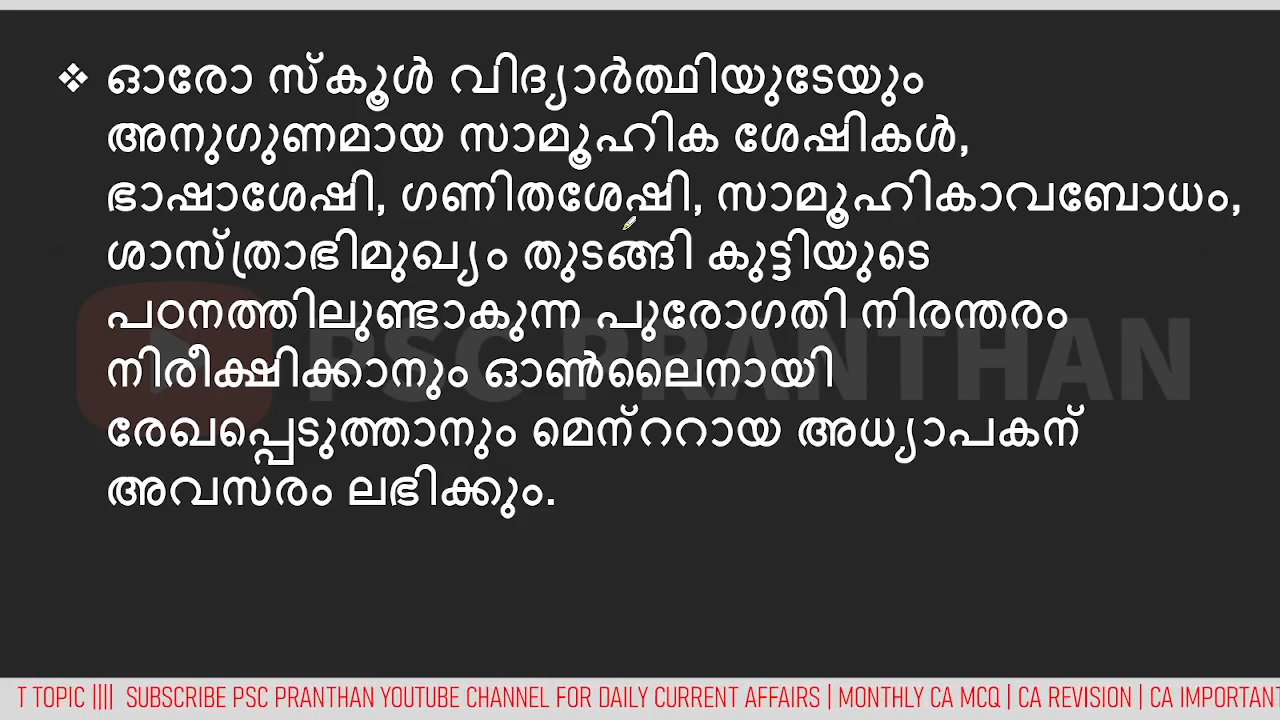 ❖ ഓരോ സ്കൂൾ വിദ്യാർത്ഥിയുടേയും
അനുഗുണമായ സാമൂഹിക ശേഷികൾ,
ഭാഷാശേഷി, ഗണിതശേഷി, സാമൂഹികാവബോധം,
ശാസ്ത്രാഭിമുഖ്യം തുടങ്ങി കുട്ടിയുടെ
പഠനത്തിലുണ്ടാകുന്ന പുരോഗതി നിരന്തരം
നിരീക്ഷിക്കാനും ഓൺലൈനായി
രേഖപ്പെടുത്താനും മെന്ററായ അധ്യാപകന്
അവസരം ലഭിക്കും.
PSC PRANTHAN
T TOPIC |||| SUBSCRIBE PSC PRANTHAN YOUTUBE CHANNEL FOR DAILY CURRENT AFFAIRS | MONTHLY CA MCQ | CA REVISION | CA IMPORTANT